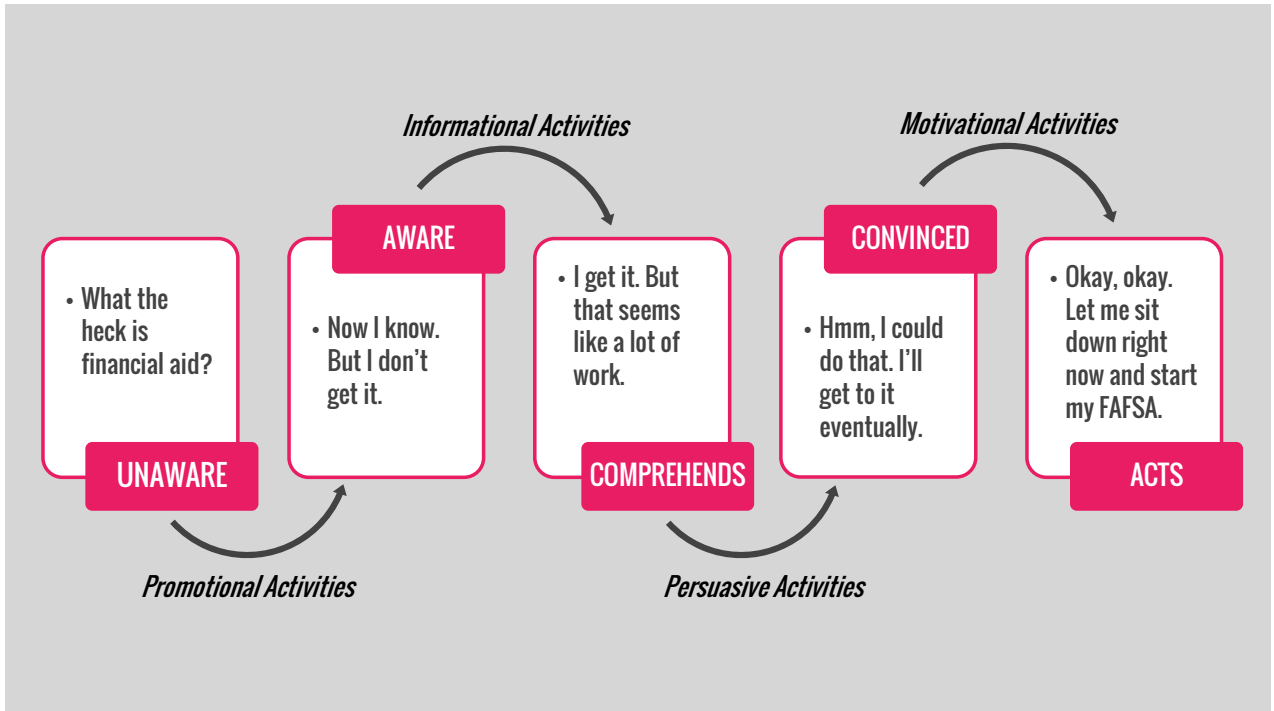 Informational Activities
Motivational Activities
AWARE
CONVINCED
• What the
heck is
financial aid?
UNAWARE
• Now I know.
But I don't
get it.
• I get it. But
that seems
like a lot of
work.
COMPREHENDS
• Hmm, I could
do that. I'll
get to it
eventually.
• Okay, okay.
Let me sit
down right
now and start
my FAFSA.
ACTS
Promotional Activities
Persuasive Activities